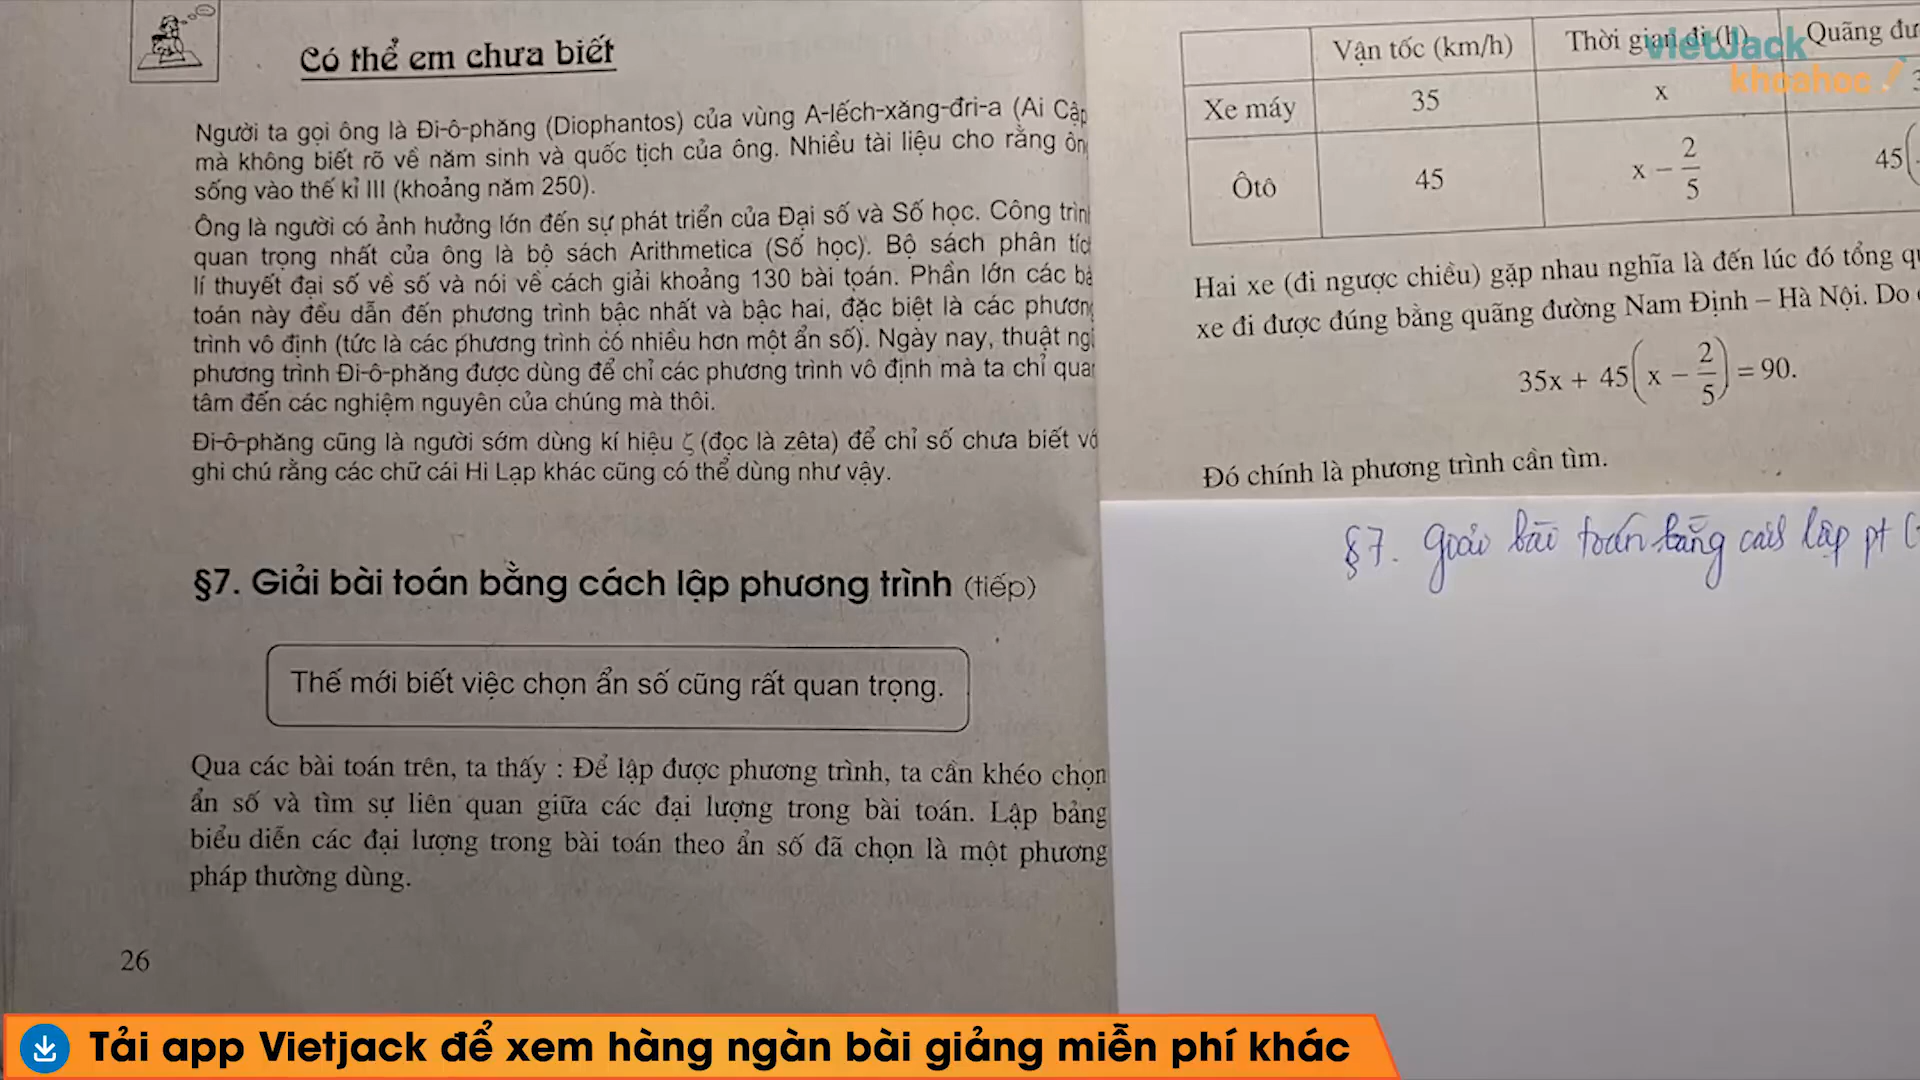 Có thể em chưa biết
Người ta gọi ông là Đi-ô-phăng (Diophantos) của vùng A-lếch-xăng-đri-a (Ai Cập
mà không biết rõ về năm sinh và quốc tịch của ông. Nhiều tài liệu cho rằng
sống vào thế kỉ III (khoảng năm 250).
Ông là người có ảnh hưởng lớn đến sự phát triển của Đại số và Số học. Công
quan trọng nhất của ông là bộ sách Arithmetica (Số học). Bộ sách phân
lí thuyết đại số về số và nói về cách giải khoảng 130 bài toán. Phần lớn các
toán này đều dẫn đến phương trình bậc nhất và bậc hai, đặc biệt là các
trình vô định (tức là các phương trình có nhiều hơn một ẩn số). Ngày nay, thuật
phương trình Đi-ô-phăng được dùng để chỉ các phương trình vô định mà ta chỉ
tâm đến các nghiệm nguyên của chúng mà thôi.
Đi-ô-phăng cũng là người sớm dùng kí hiệu ζ (đọc là zêta) để chỉ số chưa biết
ghi chú rằng các chữ cái Hi Lạp khác cũng có thể dùng như vậy.
§7. Giải bài toán bằng cách lập phương trình (tiếp)
Thế mới biết việc chọn ẩn số cũng rất quan trọng.
Qua các bài toán trên, ta thấy : Để lập được phương trình, ta cần khéo chọn
ẩn số và tìm sự liên quan giữa các đại lượng trong bài toán. Lập bảng
biểu diễn các đại lượng trong bài toán theo ẩn số đã chọn là một phương
pháp thường dùng.
26
Vận tốc (km/h) Thời gian đi (h) Quãng
Xe máy 35 x
Ôtô 45 x − 2/5 45(
Hai xe (đi ngược chiều) gặp nhau nghĩa là đến lúc đó tổng
xe đi được đúng bằng quãng đường Nam Định – Hà Nội. Do
35x + 45(x − 2/5) = 90.
Đó chính là phương trình cần tìm.
§7. Giải bài toán bằng cách lập pt (
vietJack
khoahoc
Tải app Vietjack để xem hàng ngàn bài giảng miễn phí khác